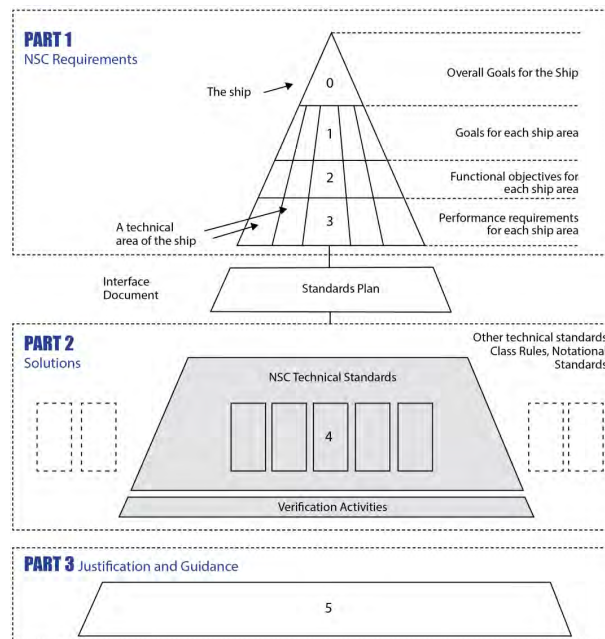 PART 1
NSC Requirements
The ship
0
Overall Goals for the Ship
1
Goals for each ship area
2
Functional objectives for
each ship area
A technical
area of the ship
3
Performance requirements
for each ship area
Interface
Document
Standards Plan
PART 2
Solutions
Other technical standards
Class Rules, Notational
Standards
NSC Technical Standards
4
Verification Activities
PART 3 Justification and Guidance
5